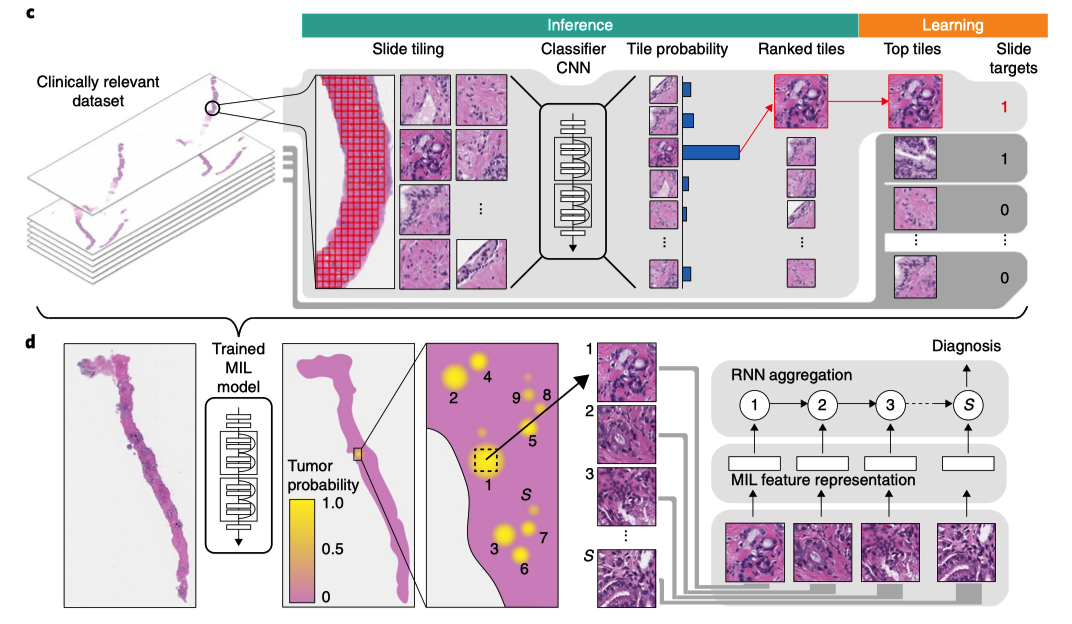 c
Inference
Learning
Clinically relevant
dataset
Slide tiling
Classifier
CNN
Tile probability
Ranked tiles
Top tiles
Slide
targets
1
1
0
0
d
Trained
MIL
model
Tumor
probability
1.0
0.5
0
4
2
9
8
5
1
S
3
7
6
1
2
3
S
Diagnosis
RNN aggregation
1
2
3
S
MIL feature representation